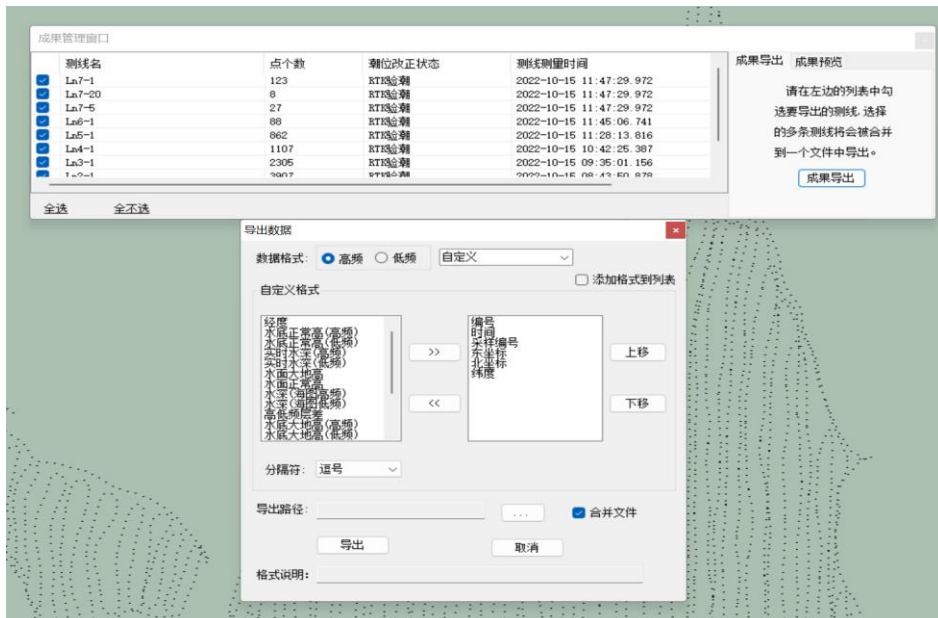 成果管理窗口
测线名 点个数 潮位改正状态 测线测量时间
Ln7-1 123 RTK验潮 2022-10-15 11:47:29.972
Ln7-20 8 RTK验潮 2022-10-15 11:47:29.972
Ln7-5 27 RTK验潮 2022-10-15 11:47:29.972
Ln6-1 88 RTK验潮 2022-10-15 11:45:06.741
Ln5-1 862 RTK验潮 2022-10-15 11:28:13.816
Ln4-1 1107 RTK验潮 2022-10-15 10:42:25.387
Ln3-1 2305 RTK验潮 2022-10-15 09:35:01.156
Ln2-1 3907 RTK验潮 2022-10-15 08:43:50.878
全选 全不选
成果导出 成果预览
请在左边的列表中勾
选要导出的测线,选择
的多条测线将会被合并
到一个文件中导出。
成果导出
导出数据
数据格式: 高频 低频 自定义
添加格式到列表
自定义格式
经度
水底正常高(高频)
水底正常高(低频)
实时水深(高频)
实时水深(低频)
水面大地高
水面正常高
水深(海图高频)
水深(海图低频)
高低频层差
水底大地高(高频)
水底大地高(低频)
>>
<<
编号
时间
采样编号
东坐标
北坐标
纬度
上移
下移
分隔符: 逗号
导出路径: ... 合并文件
导出 取消
格式说明: